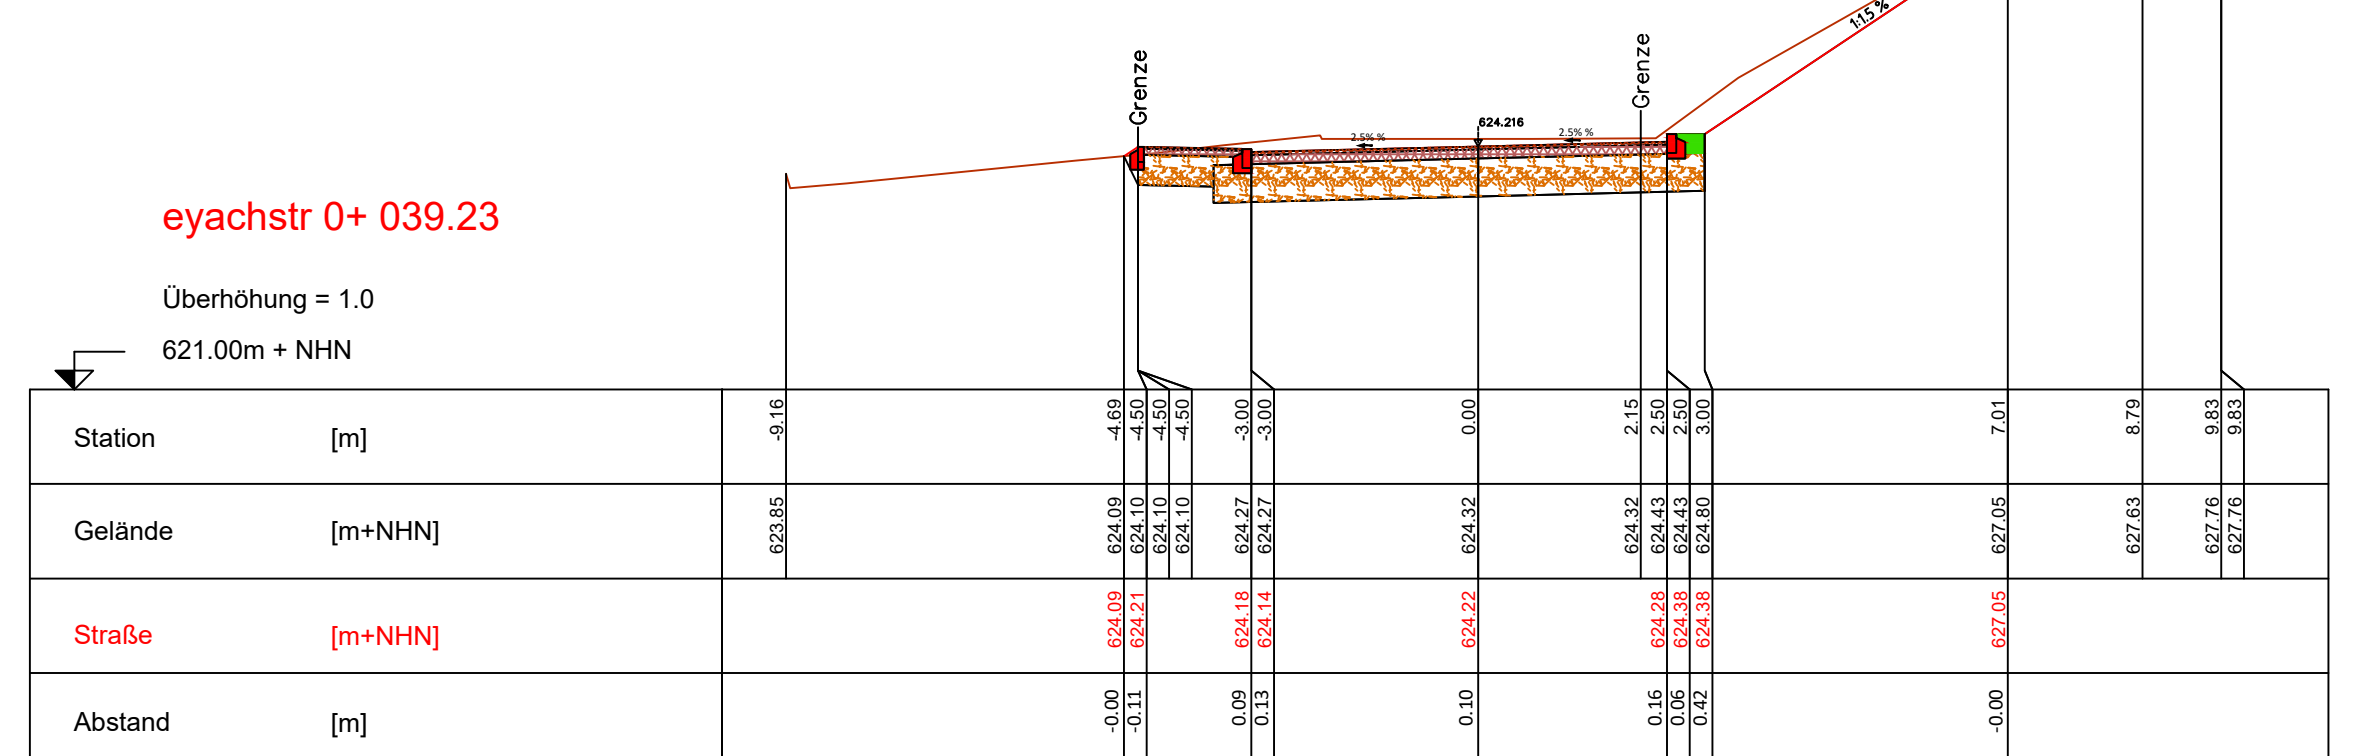 1:1.5 %
Grenze
Grenze
624.216
2.5% %
2.5% %
eyachstr 0+ 039.23
Überhöhung = 1.0
621.00m + NHN
Station [m] -9.16 -4.69 -4.50 -4.50 -4.50 -3.00 -3.00 0.00 2.15 2.50 2.50 3.00 7.01 8.79 9.83 9.83
Gelände [m+NHN] 623.85 624.09 624.10 624.10 624.10 624.27 624.27 624.32 624.32 624.43 624.43 624.80 627.05 627.63 627.76 627.76
Straße [m+NHN] 624.09 624.21 624.18 624.14 624.22 624.28 624.38 624.38 627.05
Abstand [m] -0.00 -0.11 0.09 0.13 0.10 0.16 0.06 0.42 -0.00